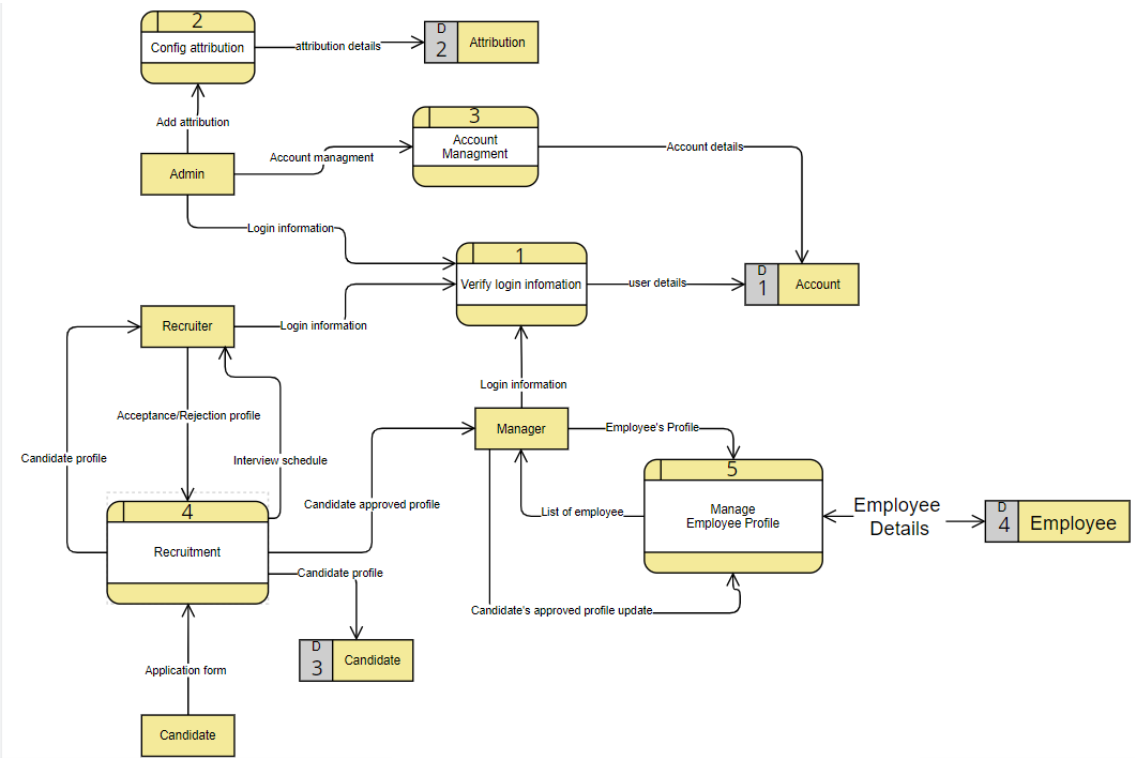 2
Config attribution
attribution details
D
2
Attribution
Add attribution
3
Account
Managment
Account managment
Account details
Admin
Login information
1
Verify login infomation
user details
D
1
Account
Recruiter
Login information
Login information
Acceptance/Rejection profile
Candidate profile
Interview schedule
Manager
Employee's Profile
5
Manage
Employee Profile
List of employee
Employee
Details
D
4
Employee
Candidate approved profile
4
Recruitment
Candidate profile
Candidate's approved profile update
D
3
Candidate
Application form
Candidate